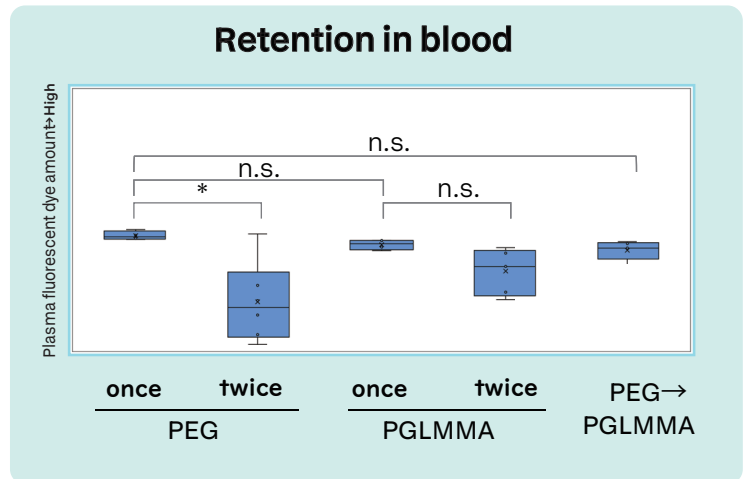 Retention in blood
Plasma fluorescent dye amount→High
n.s.
n.s.
*
n.s.
once
twice
once
twice
PEG
PGLMMA
PEG→
PGLMMA